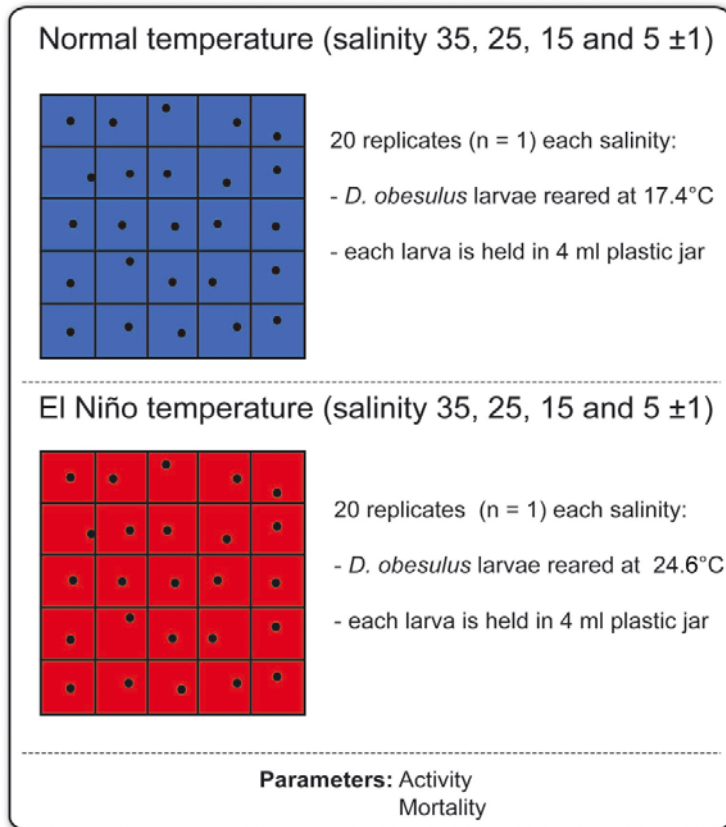 Normal temperature (salinity 35, 25, 15 and 5 ±1)
20 replicates (n = 1) each salinity:
- D. obesulus larvae reared at 17.4°C
- each larva is held in 4 ml plastic jar
El Niño temperature (salinity 35, 25, 15 and 5 ±1)
20 replicates (n = 1) each salinity:
- D. obesulus larvae reared at 24.6°C
- each larva is held in 4 ml plastic jar
Parameters: Activity
Mortality